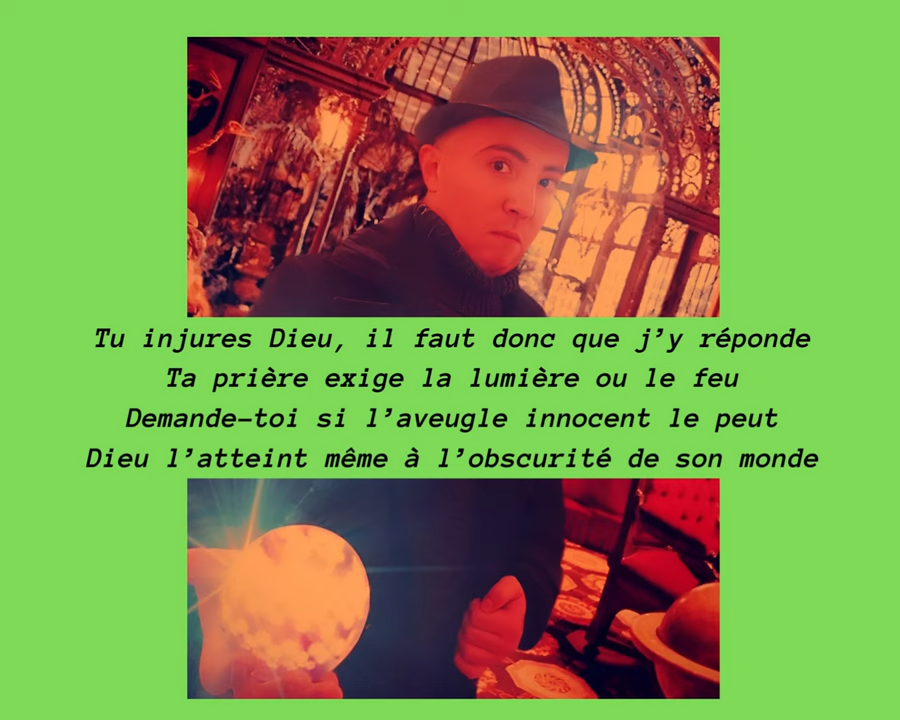 Tu injures Dieu, il faut donc que j’y réponde
Ta prière exige la lumière ou le feu
Demande-toi si l’aveugle innocent le peut
Dieu l’atteint même à l’obscurité de son monde